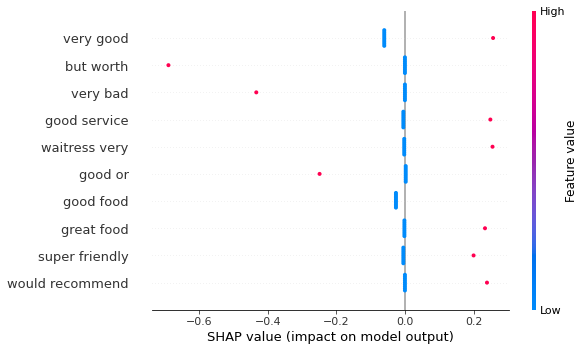 High
very good
but worth
very bad
good service
waitress very
good or
good food
great food
super friendly
would recommend
Feature value
Low
−0.6 −0.4 −0.2 0.0 0.2
SHAP value (impact on model output)